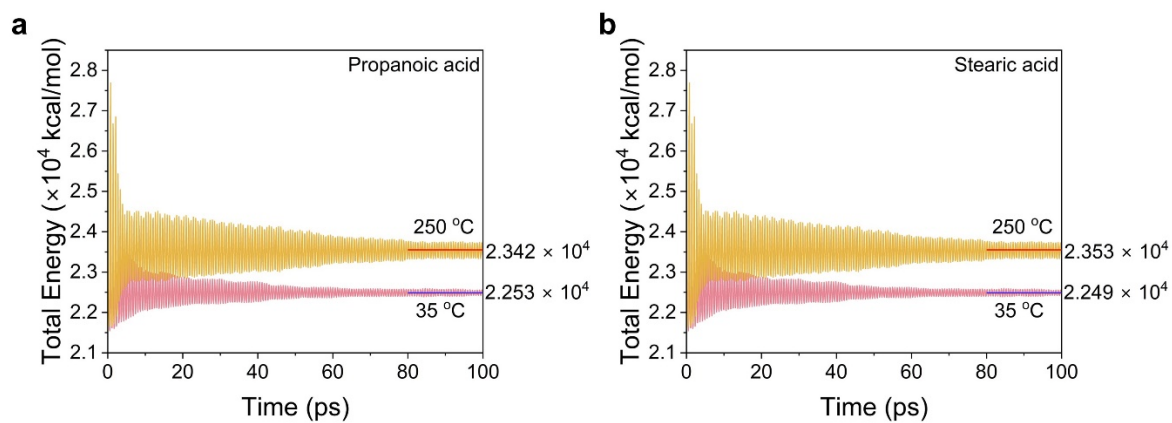 a
Propanoic acid
Total Energy (×10⁴ kcal/mol)
2.8
2.7
2.6
2.5
2.4
2.3
2.2
2.1
250 °C
2.342 × 10⁴
2.253 × 10⁴
35 °C
0 20 40 60 80 100
Time (ps)
b
Stearic acid
Total Energy (×10⁴ kcal/mol)
2.8
2.7
2.6
2.5
2.4
2.3
2.2
2.1
250 °C
2.353 × 10⁴
2.249 × 10⁴
35 °C
0 20 40 60 80 100
Time (ps)